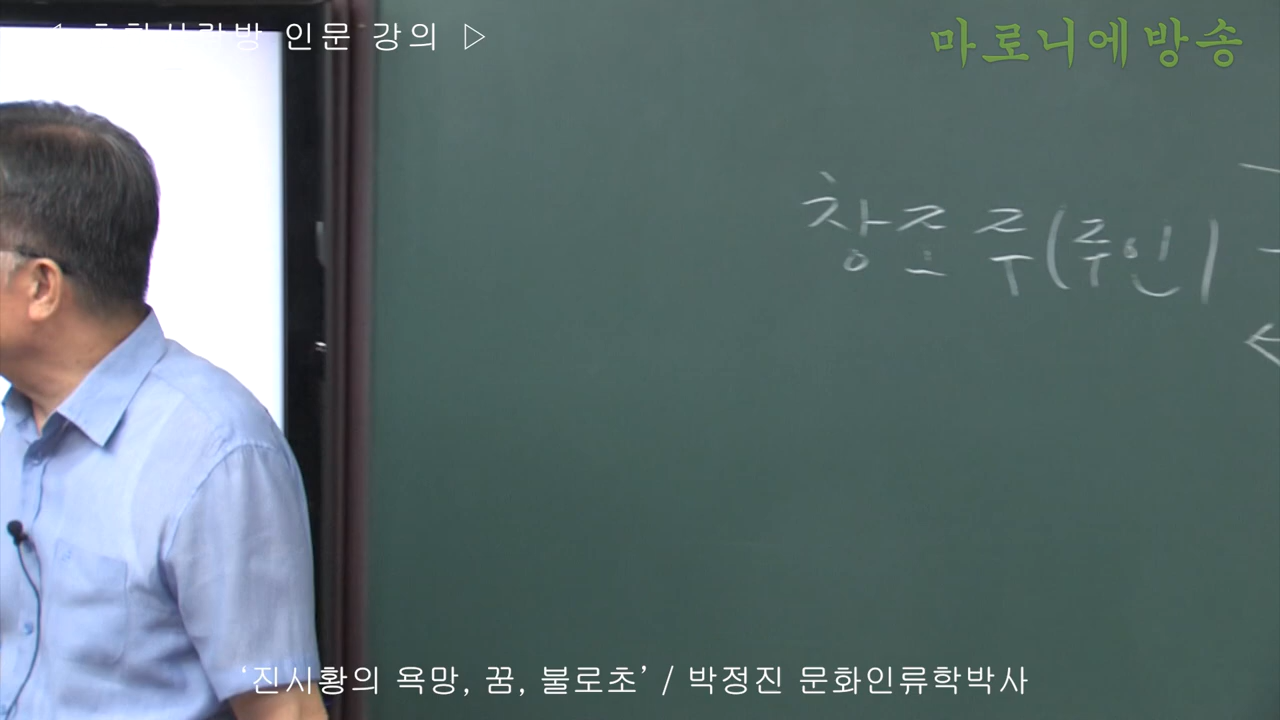 인문 강의 ▷
마로니에방송
창조주(주인)
‘진시황의 욕망, 꿈, 불로초’ / 박정진 문화인류학박사